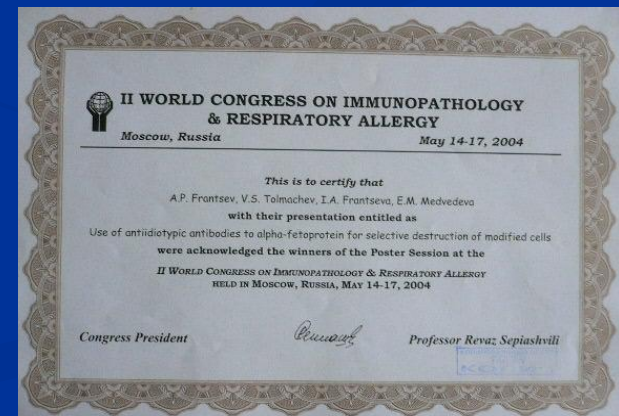 II WORLD CONGRESS ON IMMUNOPATHOLOGY
& RESPIRATORY ALLERGY
Moscow, Russia May 14-17, 2004
This is to certify that
A.P. Frantsev, V.S. Tolmachev, I.A. Frantseva, E.M. Medvedeva
with their presentation entitled as
Use of antiidiotypic antibodies to alpha-fetoprotein for selective destruction of modified cells
were acknowledged the winners of the Poster Session at the
II WORLD CONGRESS ON IMMUNOPATHOLOGY & RESPIRATORY ALLERGY
HELD IN MOSCOW, RUSSIA, MAY 14-17, 2004
Congress President Professor Revaz Sepiashvili